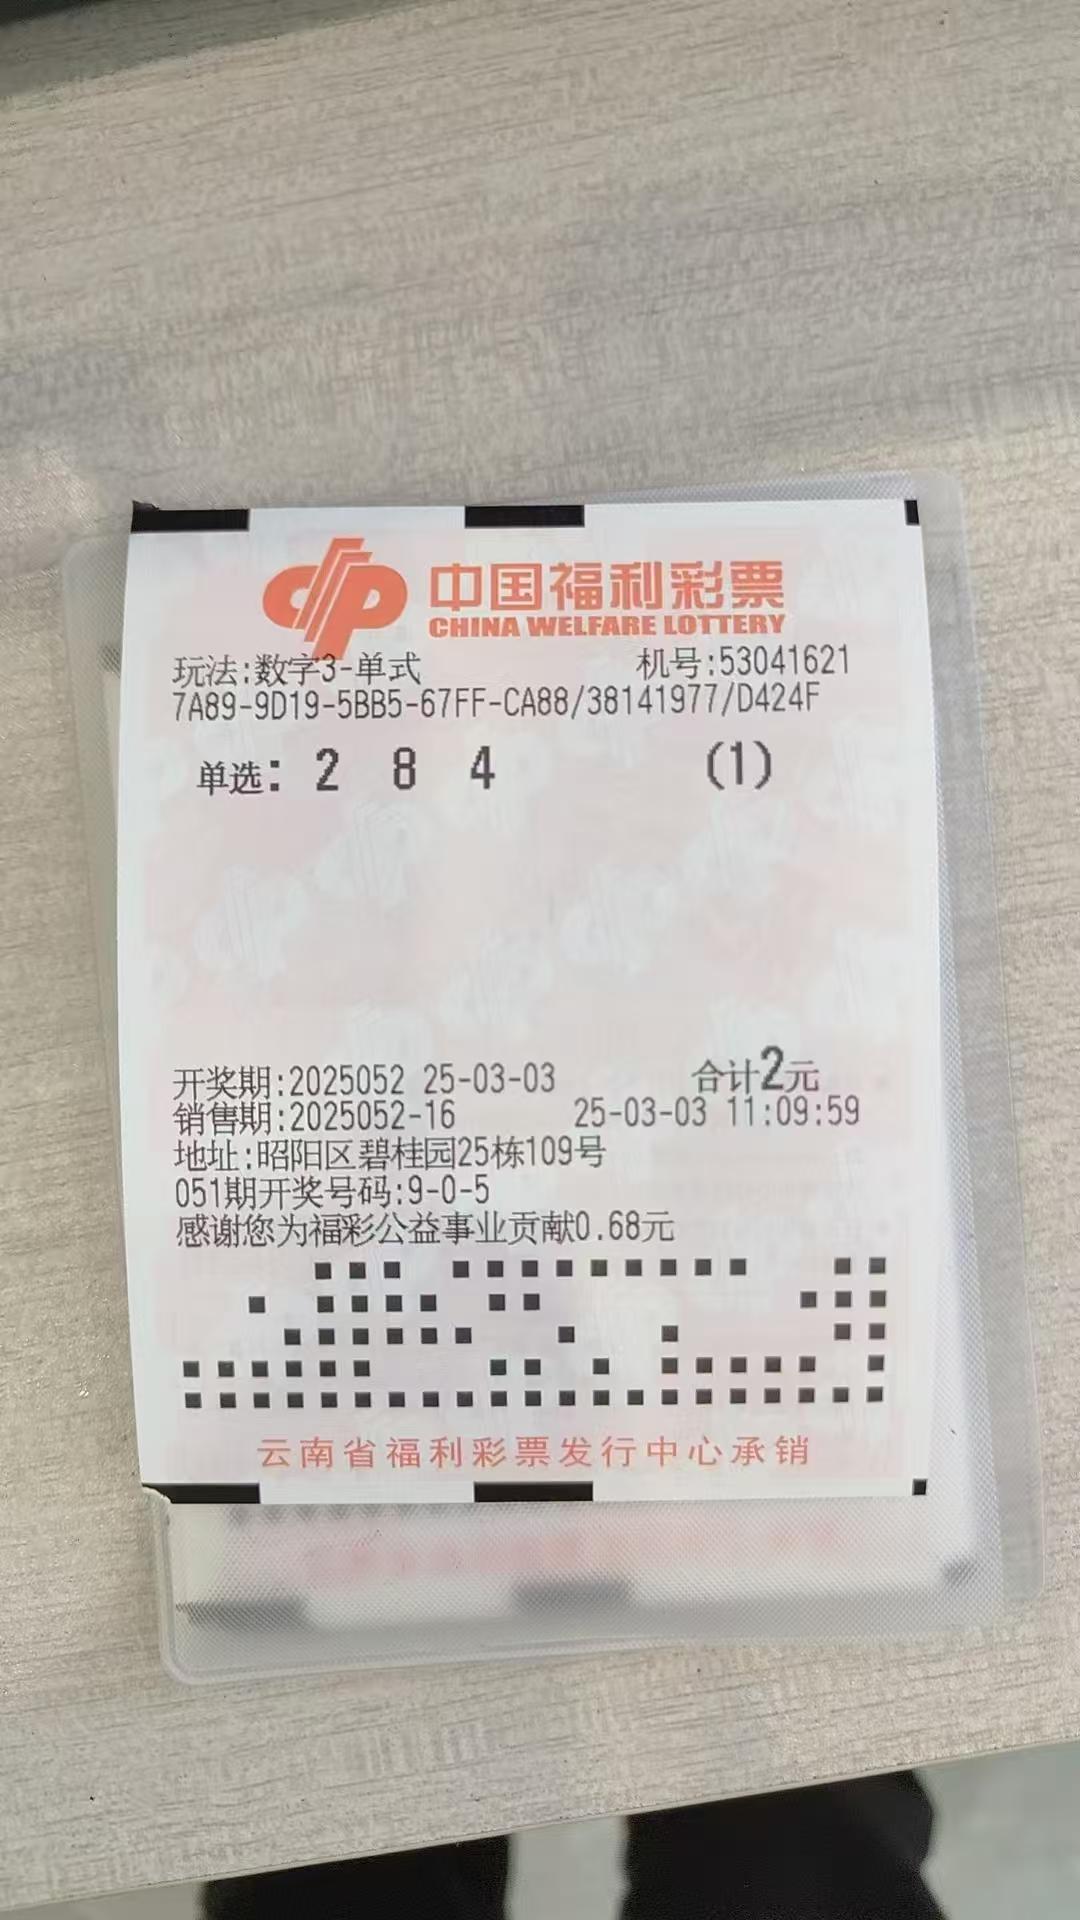 中国福利彩票
CHINA WELFARE LOTTERY
玩法:数字3-单式 机号:53041621
7A89-9D19-5BB5-67FF-CA88/38141977/D424F
单选: 2 8 4 (1)
开奖期:2025052 25-03-03 合计2元
销售期:2025052-16 25-03-03 11:09:59
地址:昭阳区碧桂园25栋109号
051期开奖号码:9-0-5
感谢您为福彩公益事业贡献0.68元
云南省福利彩票发行中心承销